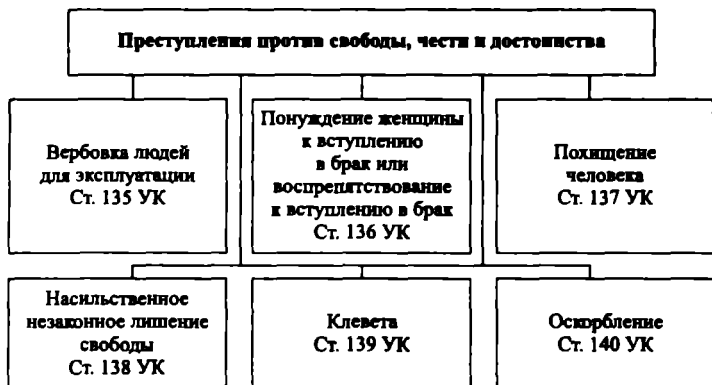 Преступления против свободы, чести и достоинства
Вербовка людей
для эксплуатации
Ст. 135 УК
Понуждение женщины
к вступлению
в брак или
воспрепятствование
к вступлению в брак
Ст. 136 УК
Похищение
человека
Ст. 137 УК
Насильственное
незаконное лишение
свободы
Ст. 138 УК
Клевета
Ст. 139 УК
Оскорбление
Ст. 140 УК